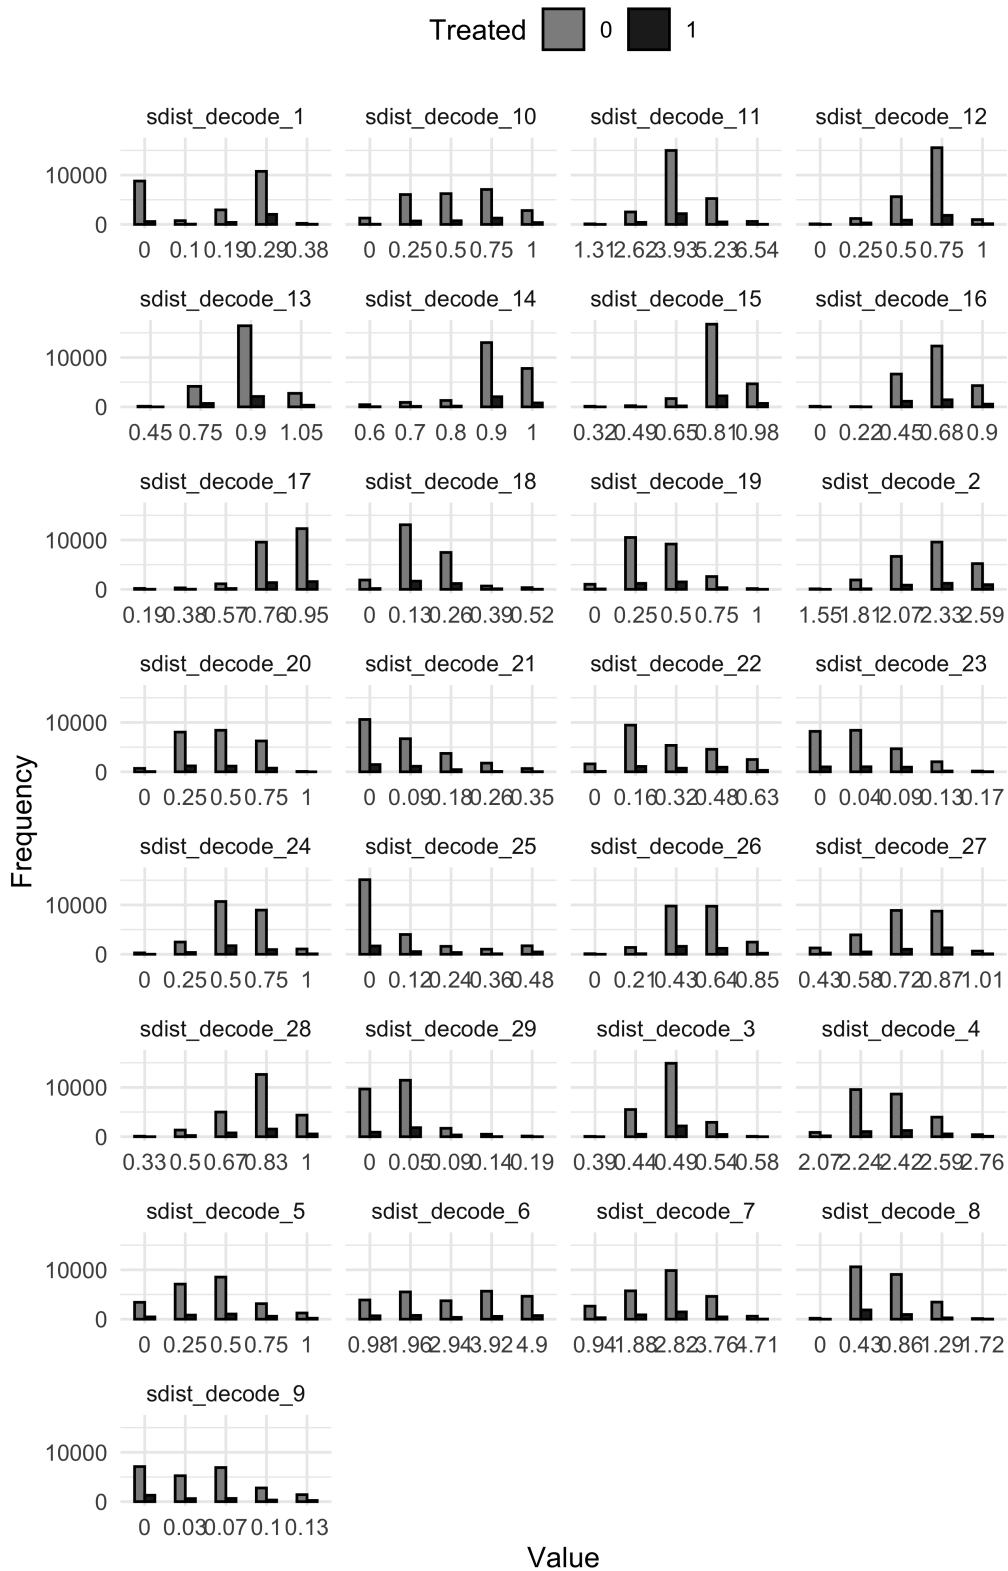 Treated 0 1
sdist_decode_1 sdist_decode_10 sdist_decode_11 sdist_decode_12
10000
0
0 0.1 0.19 0.29 0.38 0 0.25 0.5 0.75 1 1.31 2.62 3.93 5.23 6.54 0 0.25 0.5 0.75 1
sdist_decode_13 sdist_decode_14 sdist_decode_15 sdist_decode_16
10000
0
0.45 0.75 0.9 1.05 0.6 0.7 0.8 0.9 1 0.32 0.49 0.65 0.81 0.98 0 0.22 0.45 0.68 0.9
sdist_decode_17 sdist_decode_18 sdist_decode_19 sdist_decode_2
10000
0
0.19 0.38 0.57 0.76 0.95 0 0.13 0.26 0.39 0.52 0 0.25 0.5 0.75 1 1.55 1.81 2.07 2.33 2.59
sdist_decode_20 sdist_decode_21 sdist_decode_22 sdist_decode_23
10000
0
0 0.25 0.5 0.75 1 0 0.09 0.18 0.26 0.35 0 0.16 0.32 0.48 0.63 0 0.04 0.09 0.13 0.17
Frequency
sdist_decode_24 sdist_decode_25 sdist_decode_26 sdist_decode_27
10000
0
0 0.25 0.5 0.75 1 0 0.12 0.24 0.36 0.48 0 0.21 0.43 0.64 0.85 0.43 0.58 0.72 0.87 1.01
sdist_decode_28 sdist_decode_29 sdist_decode_3 sdist_decode_4
10000
0
0.33 0.5 0.67 0.83 1 0 0.05 0.09 0.14 0.19 0.39 0.44 0.49 0.54 0.58 2.07 2.24 2.42 2.59 2.76
sdist_decode_5 sdist_decode_6 sdist_decode_7 sdist_decode_8
10000
0
0 0.25 0.5 0.75 1 0.98 1.96 2.94 3.92 4.9 0.94 1.88 2.82 3.76 4.71 0 0.43 0.86 1.29 1.72
sdist_decode_9
10000
0
0 0.03 0.07 0.1 0.13
Value